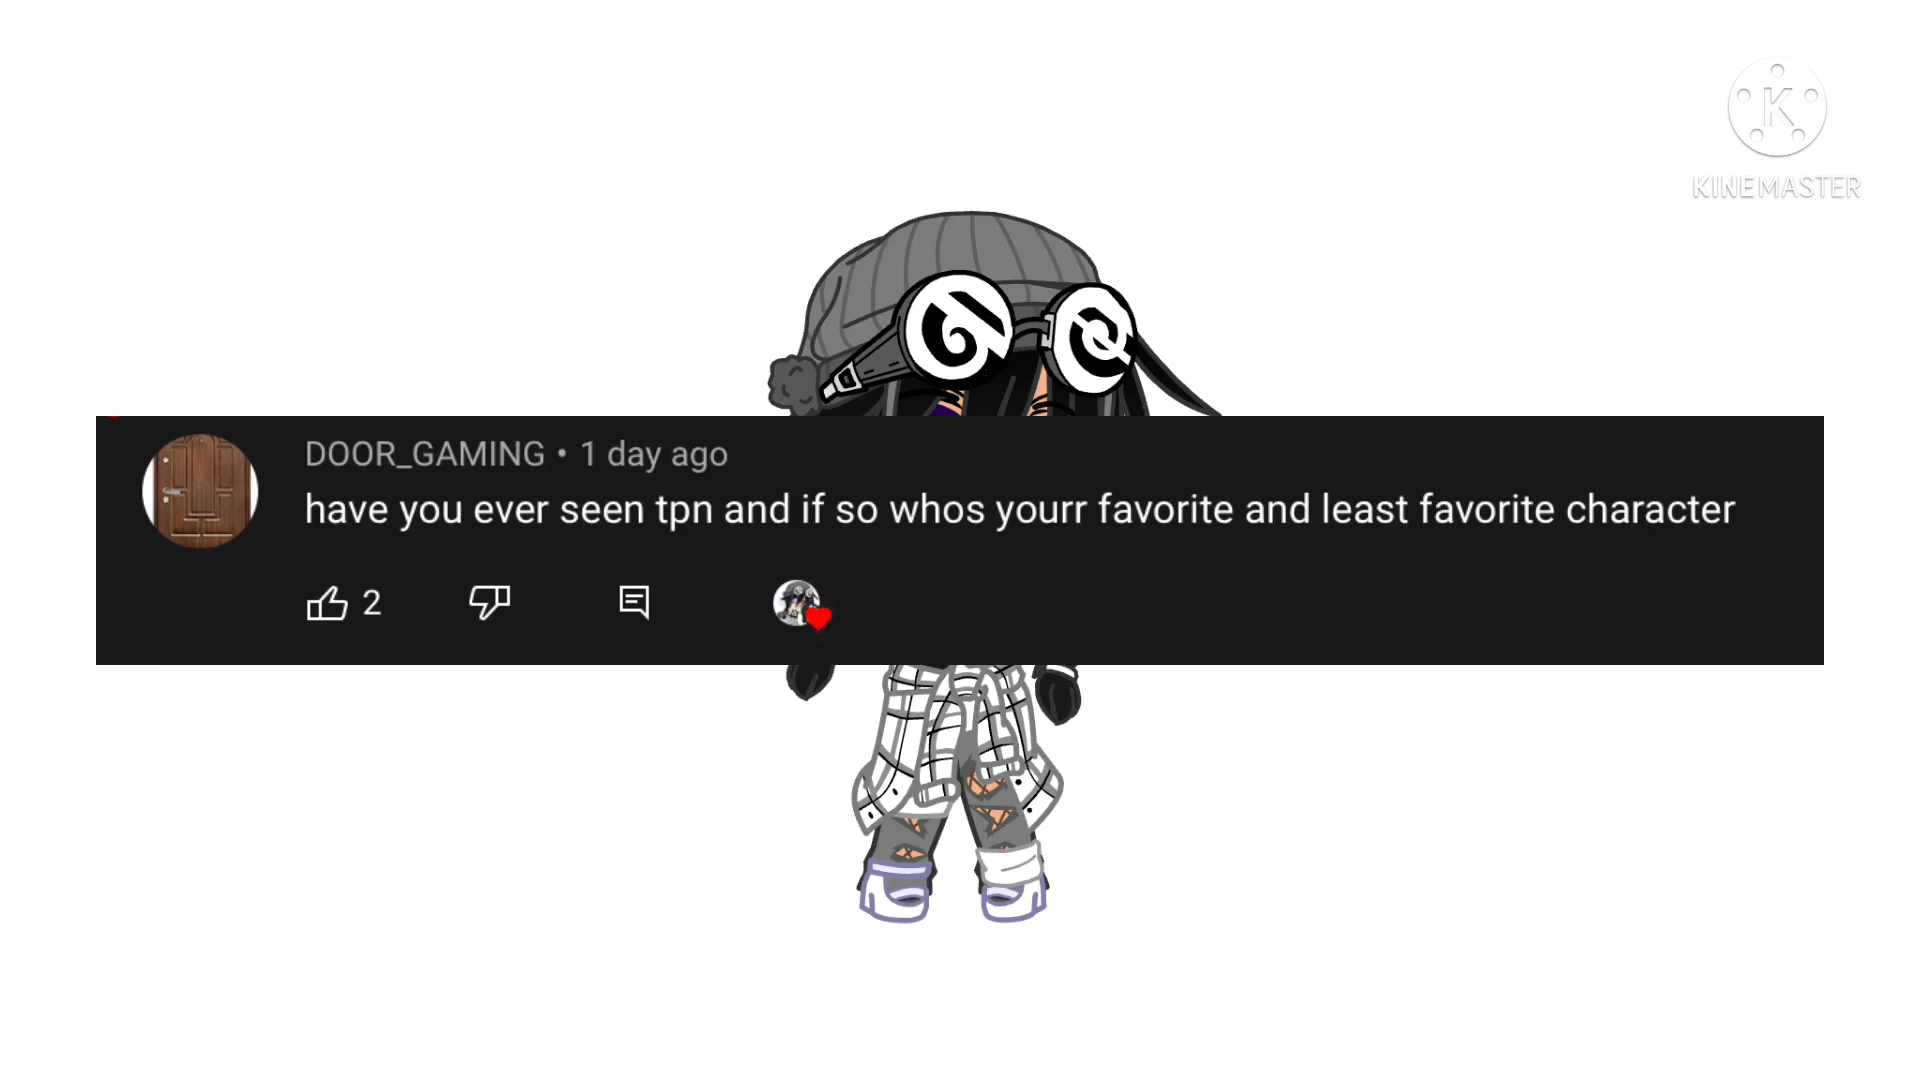 K
KINEMASTER
DOOR_GAMING • 1 day ago
have you ever seen tpn and if so whos yourr favorite and least favorite character
2